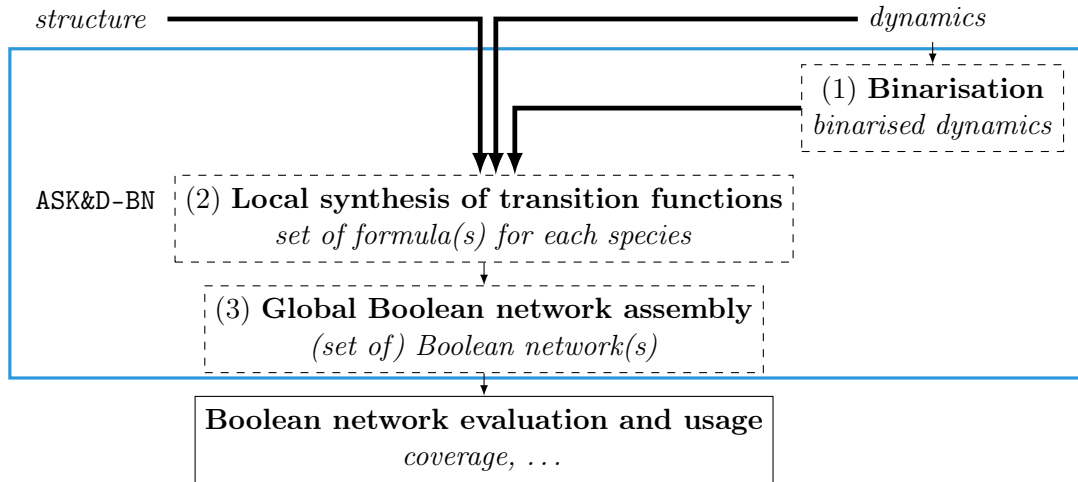 structure
dynamics
(1) Binarisation
binarised dynamics
ASK&D-BN
(2) Local synthesis of transition functions
set of formula(s) for each species
(3) Global Boolean network assembly
(set of) Boolean network(s)
Boolean network evaluation and usage
coverage, ...